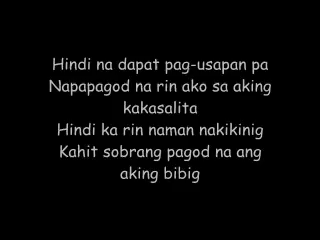 Hindi na dapat pag-usapan pa
Napapagod na rin ako sa aking
kakasalita
Hindi ka rin naman nakikinig
Kahit sobrang pagod na ang
aking bibig